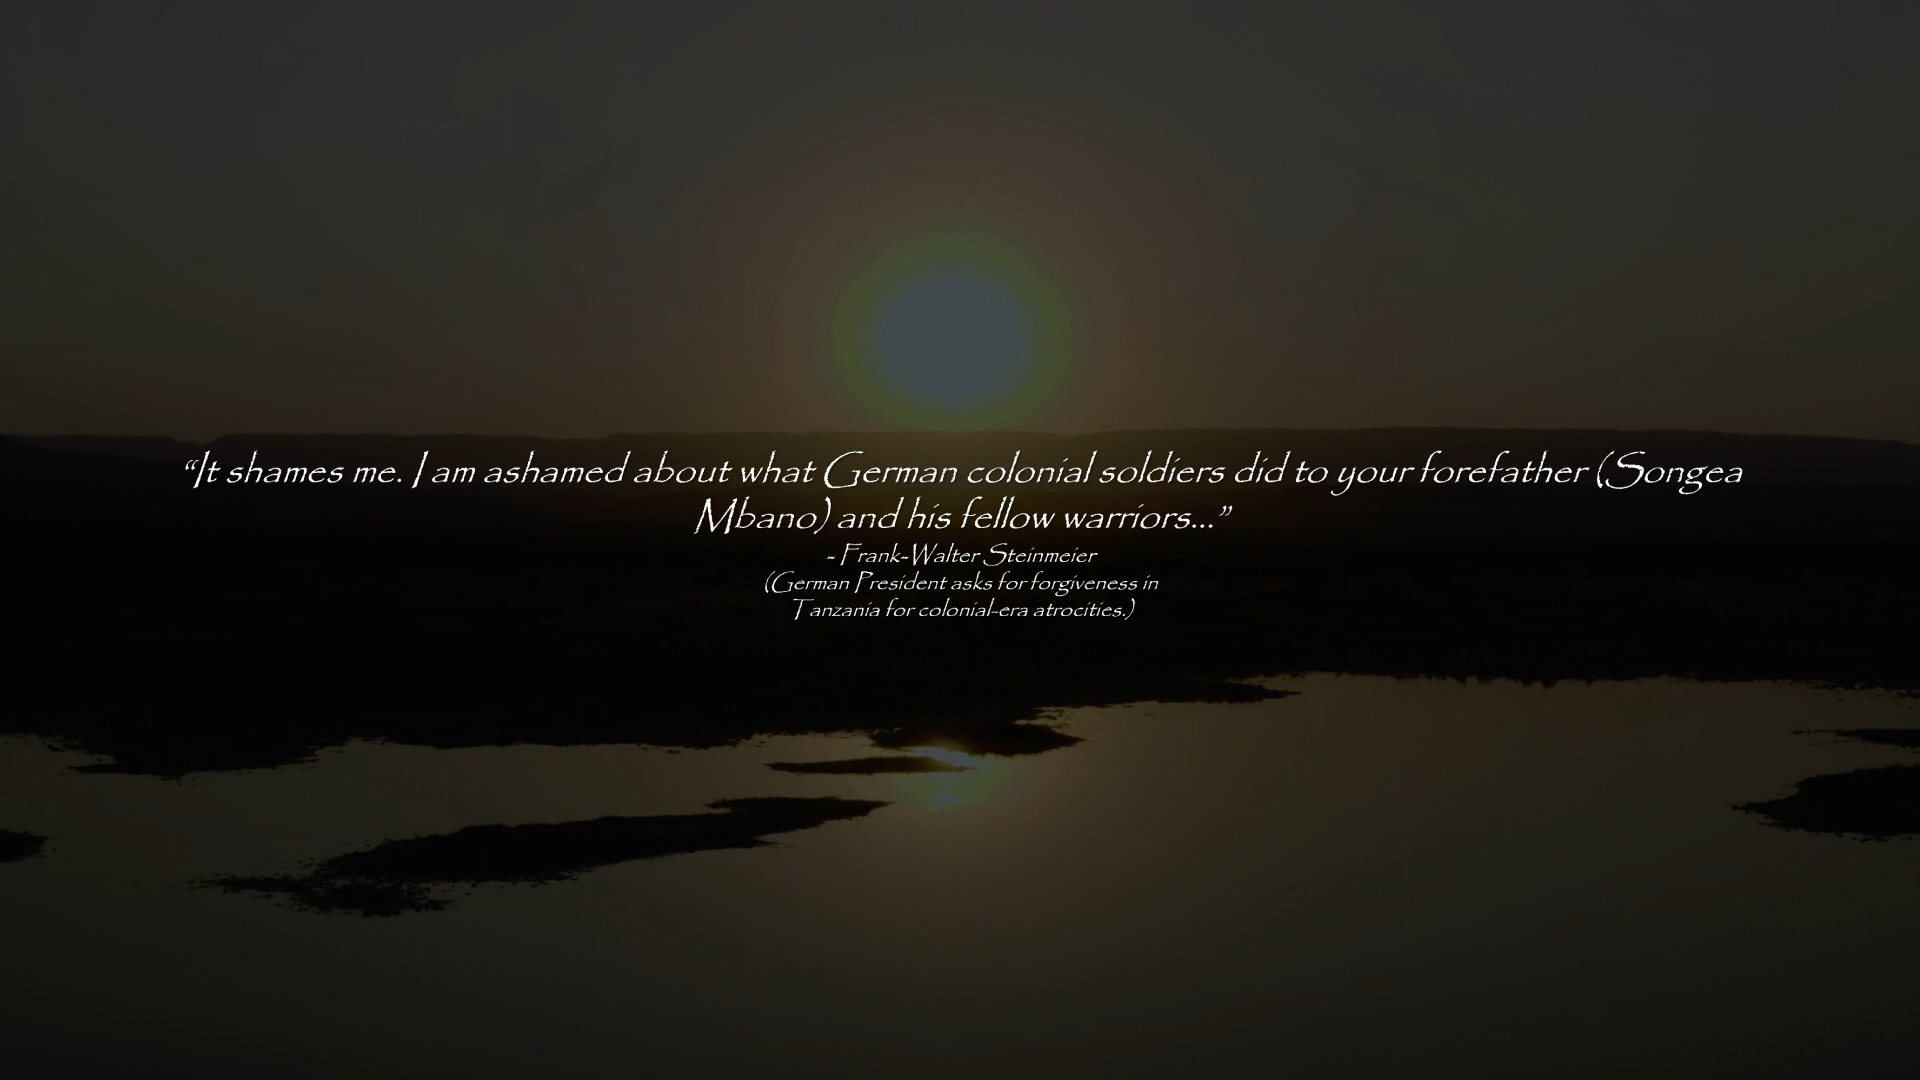 “It shames me. I am ashamed about what German colonial soldiers did to your forefather (Songea
Mbano) and his fellow warriors...”
- Frank-Walter Steinmeier
(German President asks for forgiveness in
Tanzania for colonial-era atrocities.)